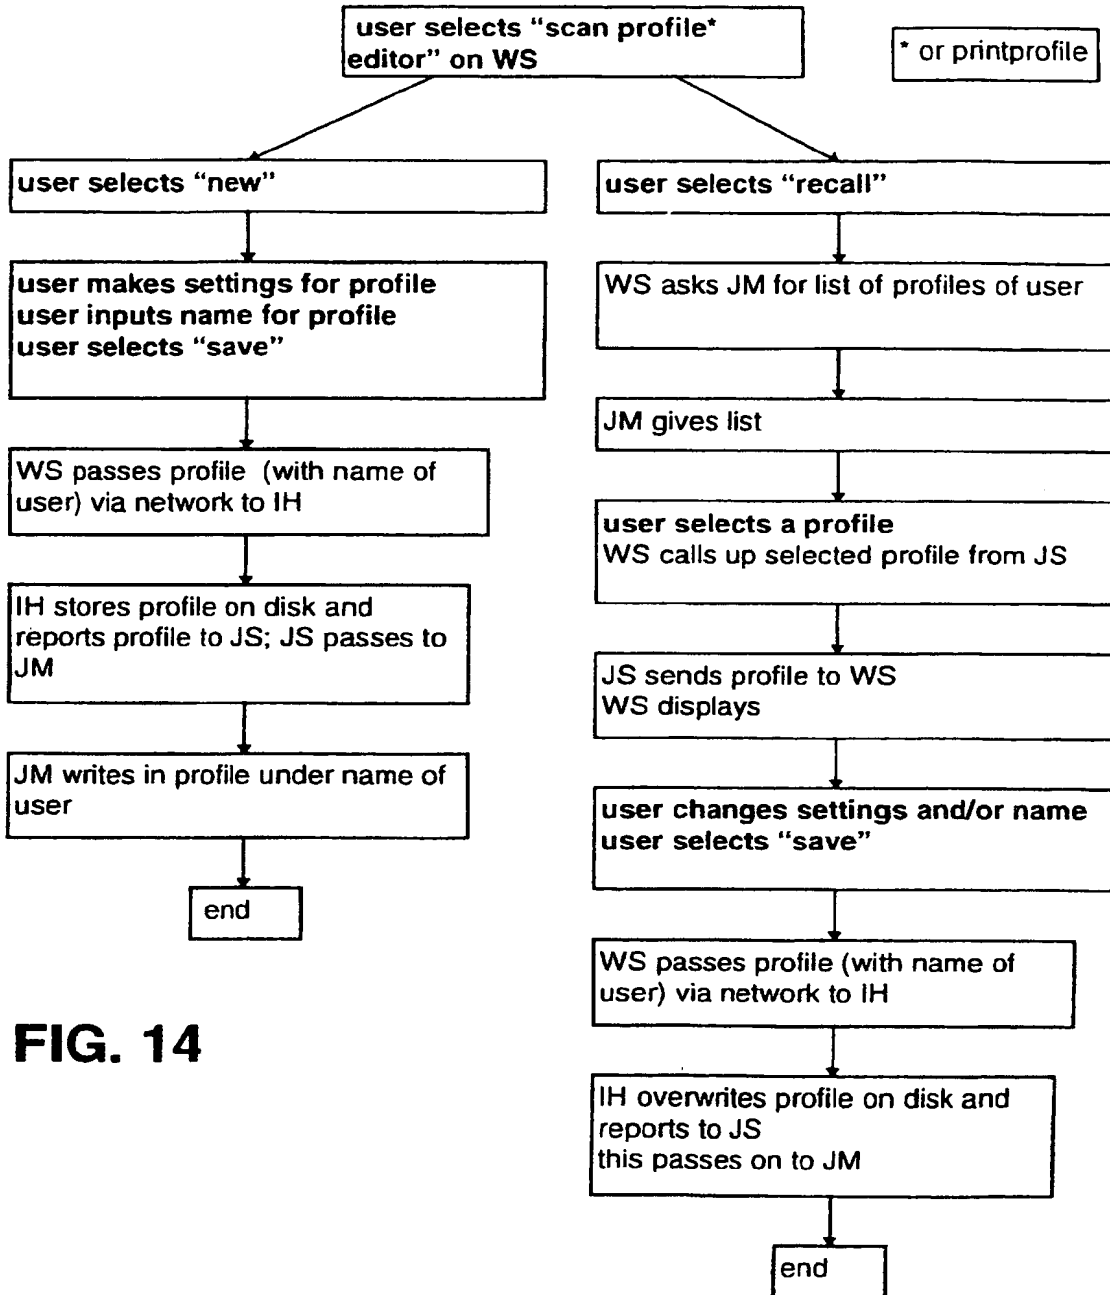 user selects “scan profile*
editor” on WS
* or printprofile
user selects “new”
user makes settings for profile
user inputs name for profile
user selects “save”
WS passes profile (with name of
user) via network to IH
IH stores profile on disk and
reports profile to JS; JS passes to
JM
JM writes in profile under name of
user
end
user selects “recall”
WS asks JM for list of profiles of user
JM gives list
user selects a profile
WS calls up selected profile from JS
JS sends profile to WS
WS displays
user changes settings and/or name
user selects “save”
WS passes profile (with name of
user) via network to IH
IH overwrites profile on disk and
reports to JS
this passes on to JM
end
FIG. 14